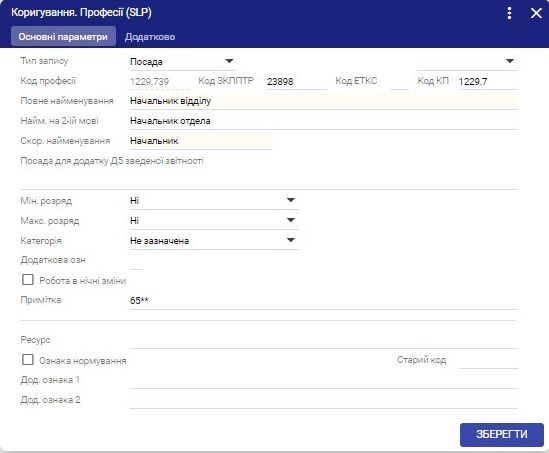 Коригування. Професії (SLP)
Основні параметри Додатково
Тип запису Посада
Код професії 1229.739 Код ЗКППТР 23898 Код ЕТКС Код КП 1229.7
Повне найменування Начальник відділу
Найм. на 2-ій мові Начальник отдела
Скор. найменування Начальник
Посада для додатку Д5 зведеної звітності
Мін. розряд Ні
Макс. розряд Ні
Категорія Не зазначена
Додаткова озн
Робота в нічні зміни
Примітка 65**
Ресурс
Ознака нормування Старий код
Дод. ознака 1
Дод. ознака 2
ЗБЕРЕГТИ